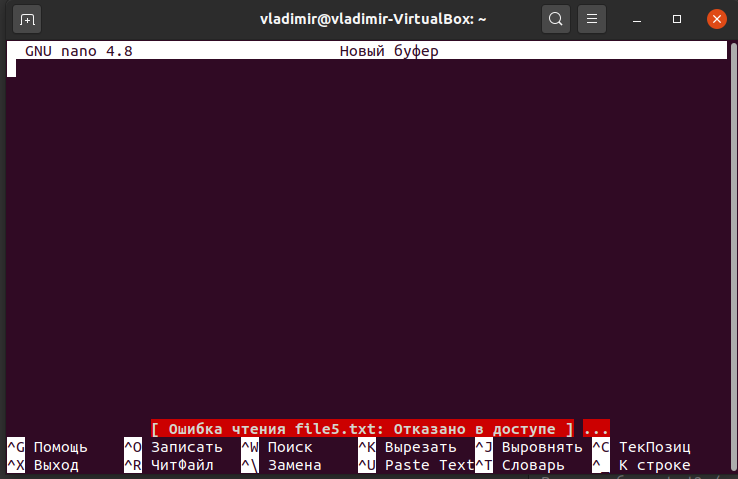 vladimir@vladimir-VirtualBox: ~
GNU nano 4.8 Новый буфер
[ Ошибка чтения file5.txt: Отказано в доступе ] ...
^G Помощь ^O Записать ^W Поиск ^K Вырезать ^J Выровнять ^C ТекПозиц
^X Выход ^R ЧитФайл ^\ Замена ^U Paste Text ^T Словарь ^_ К строке